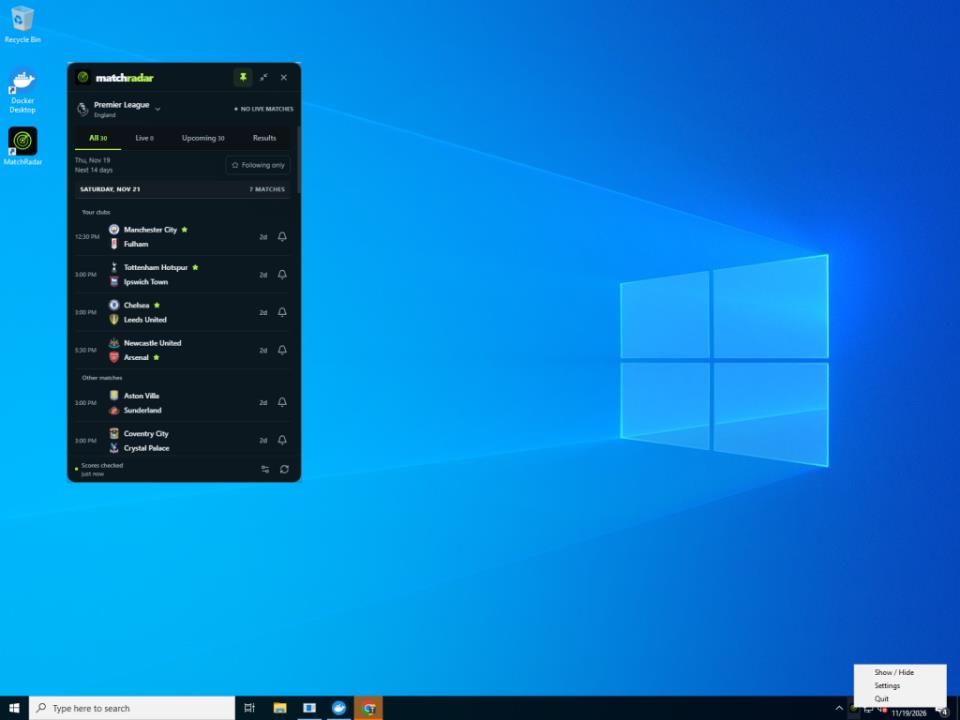 Recycle Bin
Docker
Desktop
MatchRadar
matchradar
Premier League
England
NO LIVE MATCHES
All 30
Live 0
Upcoming 30
Results
Thu, Nov 19
Next 14 days
Following only
SATURDAY, NOV 21
7 MATCHES
Your clubs
12:30 PM
Manchester City
Fulham
2d
3:00 PM
Tottenham Hotspur
Ipswich Town
2d
3:00 PM
Chelsea
Leeds United
2d
5:30 PM
Newcastle United
Arsenal
2d
Other matches
3:00 PM
Aston Villa
Sunderland
2d
3:00 PM
Coventry City
Crystal Palace
2d
Scores checked
just now
Show / Hide
Settings
Quit
Type here to search
11/19/2026
4